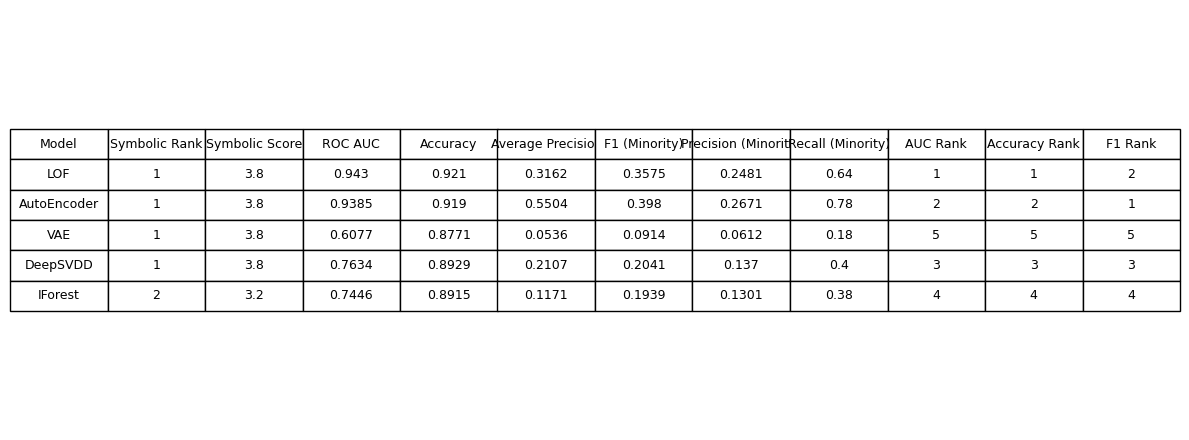 Model Symbolic Rank Symbolic Score ROC AUC Accuracy Average Precisio F1 (Minority) Precision (Minorit Recall (Minority) AUC Rank Accuracy Rank F1 Rank
LOF 1 3.8 0.943 0.921 0.3162 0.3575 0.2481 0.64 1 1 2
AutoEncoder 1 3.8 0.9385 0.919 0.5504 0.398 0.2671 0.78 2 2 1
VAE 1 3.8 0.6077 0.8771 0.0536 0.0914 0.0612 0.18 5 5 5
DeepSVDD 1 3.8 0.7634 0.8929 0.2107 0.2041 0.137 0.4 3 3 3
IForest 2 3.2 0.7446 0.8915 0.1171 0.1939 0.1301 0.38 4 4 4